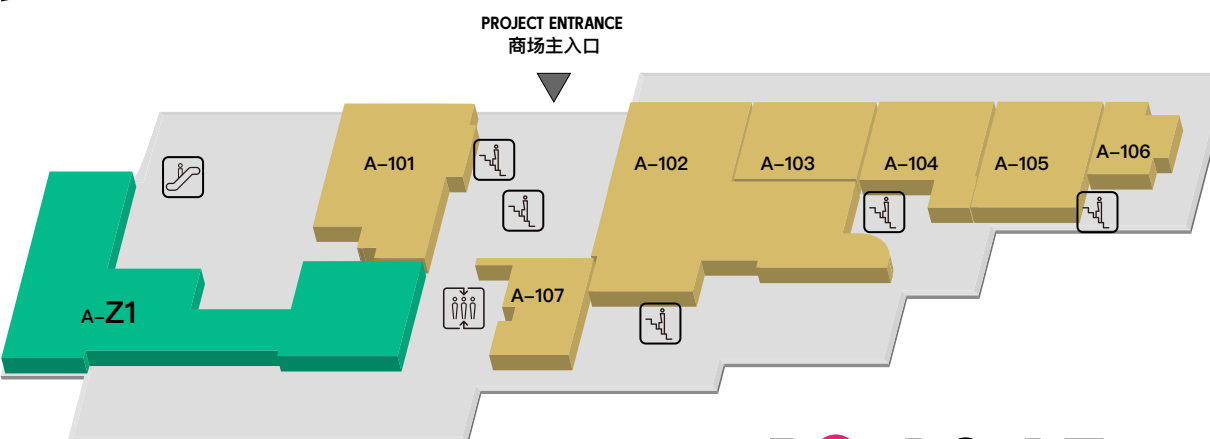 PROJECT ENTRANCE
商场主入口
A-101
A-102
A-103
A-104
A-105
A-106
A-107
A-Z1